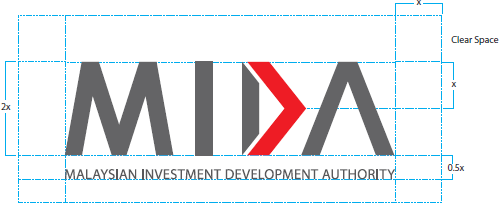 x
Clear Space
MIDA
2x
x
MALAYSIAN INVESTMENT DEVELOPMENT AUTHORITY
0.5x